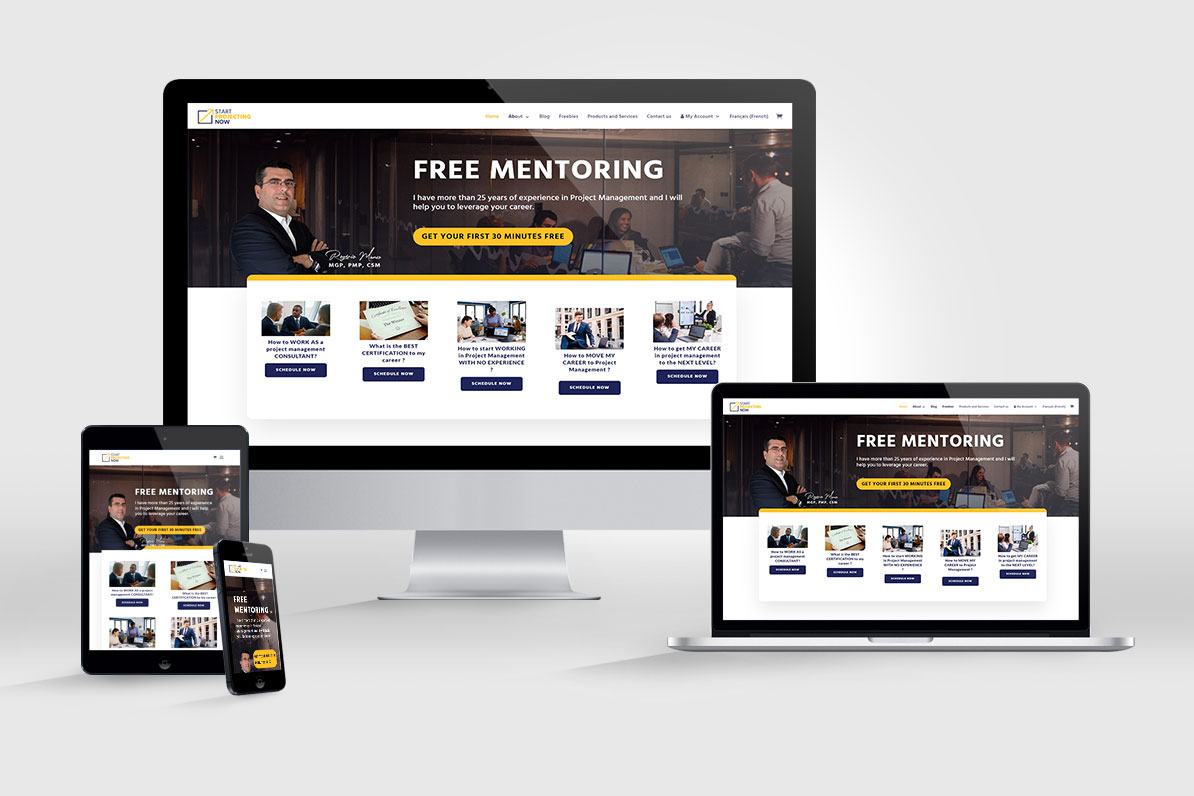 START
PROJECTING
NOW
Home About Blog Freebies Products and Services Contact us My Account Français (French)
FREE MENTORING
I have more than 25 years of experience in Project Management and I will
help you to leverage your career.
GET YOUR FIRST 30 MINUTES FREE
MGP, PMP, CSM
How to WORK AS a
project management
CONSULTANT?
SCHEDULE NOW
What is the BEST
CERTIFICATION to my
career ?
SCHEDULE NOW
How to start WORKING
in Project Management
WITH NO EXPERIENCE
?
SCHEDULE NOW
How to MOVE MY
CAREER to Project
Management ?
SCHEDULE NOW
How to get MY CAREER
in project management
to the NEXT LEVEL?
SCHEDULE NOW
START
PROJECTING
NOW
FREE MENTORING
I have more than 25 years of experience
in Project Management and I will help
you to leverage your career.
GET YOUR FIRST 30 MINUTES FREE
How to WORK AS a project
management CONSULTANT?
SCHEDULE NOW
What is the BEST
CERTIFICATION to my career ?
SCHEDULE NOW
FREE
MENTORING
START
PROJECTING
NOW
Home About Blog Freebies Products and Services Contact us My Account Français (French)
FREE MENTORING
I have more than 25 years of experience in Project Management and I will
help you to leverage your career.
GET YOUR FIRST 30 MINUTES FREE
MGP, PMP, CSM
How to WORK AS a
project management
CONSULTANT?
SCHEDULE NOW
What is the BEST
CERTIFICATION to my
career ?
SCHEDULE NOW
How to start WORKING
in Project Management
WITH NO EXPERIENCE
?
SCHEDULE NOW
How to MOVE MY
CAREER to Project
Management ?
SCHEDULE NOW
How to get MY CAREER
in project management
to the NEXT LEVEL?
SCHEDULE NOW